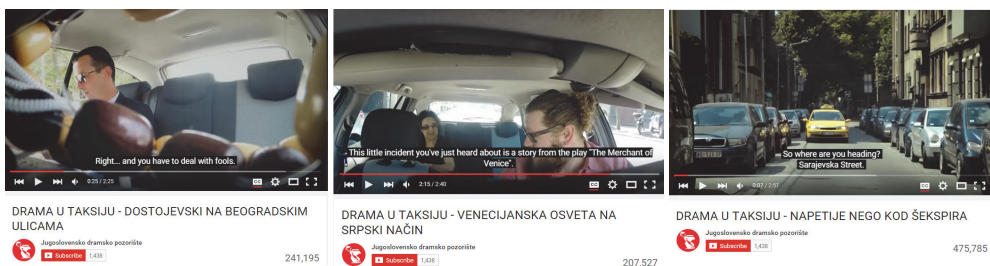 Right... and you have to deal with fools.
0:25 / 2:25
DRAMA U TAKSIJU - DOSTOJEVSKI NA BEOGRADSKIM
ULICAMA
Jugoslovensko dramsko pozorište
Subscribe 1,438
241,195
This little incident you've just heard about is a story from the play "The Merchant of
Venice".
2:15 / 2:40
DRAMA U TAKSIJU - VENECIJANSKA OSVETA NA
SRPSKI NAČIN
Jugoslovensko dramsko pozorište
Subscribe 1,438
207,527
So where are you heading?
Sarajevska Street.
0:07 / 2:51
DRAMA U TAKSIJU - NAPETIJE NEGO KOD ŠEKSPIRA
Jugoslovensko dramsko pozorište
Subscribe 1,438
475,785